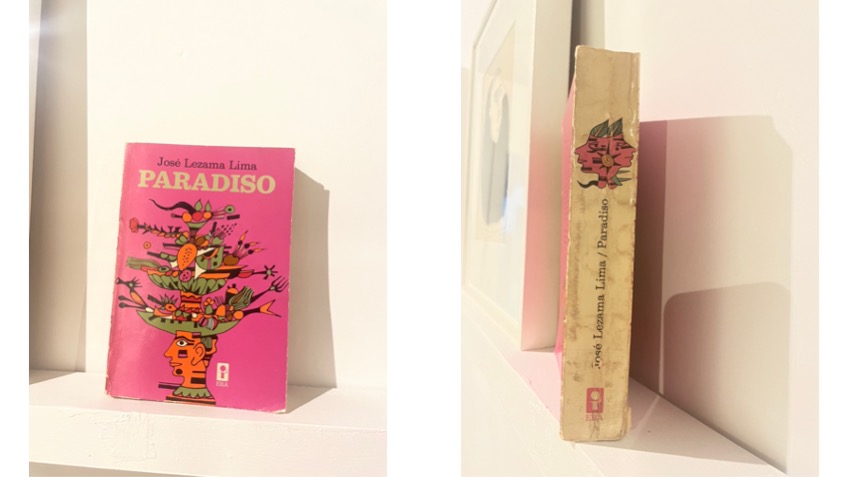 José Lezama Lima
PARADISO
ERA
José Lezama Lima / Paradiso
ERA